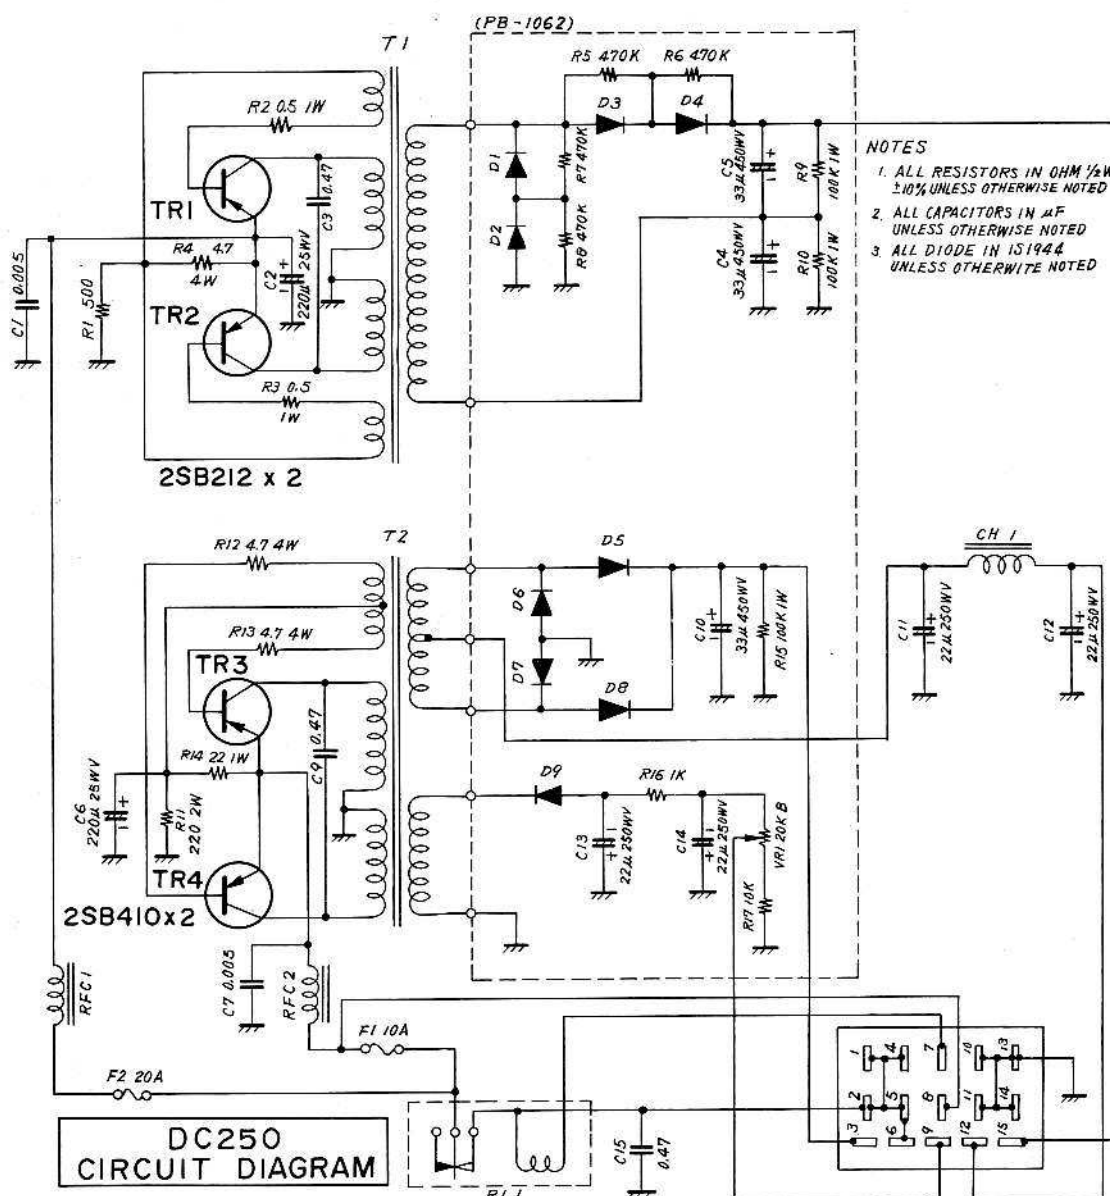 (PB-1062)
T1
R2 0.5 1W
TR1
C3 0.47
R4 4.7
4W
C2
220μ 25WV
C1 0.005
R1 500
TR2
R3 0.5
1W
2SB212 x 2
R5 470K
R6 470K
D3
D4
D1
R7 470K
D2
R8 470K
C5
33μ 450WV
R9
100K 1W
C4
33μ 450WV
R10
100K 1W
NOTES
1. ALL RESISTORS IN OHM ½W
±10% UNLESS OTHERWISE NOTED
2. ALL CAPACITORS IN μF
UNLESS OTHERWISE NOTED
3. ALL DIODE IN 1S1944
UNLESS OTHERWITE NOTED
T2
R12 4.7 4W
R13 4.7 4W
TR3
R14 22 1W
C9 0.47
C6
220μ 25WV
R11
220 2W
TR4
2SB410x2
C7 0.005
RFC1
RFC2
D5
D6
D7
D8
C10
33μ 450WV
R15 100K 1W
CH 1
C11
22μ 250WV
C12
22μ 250WV
D9
R16 1K
C13
22μ 250WV
C14
22μ 250WV
VR1 20K B
R17 10K
F1 10A
F2 20A
1 4 7 10 13
2 5 8 11 14
3 6 9 12 15
C15
0.47
DC250
CIRCUIT DIAGRAM
RL1